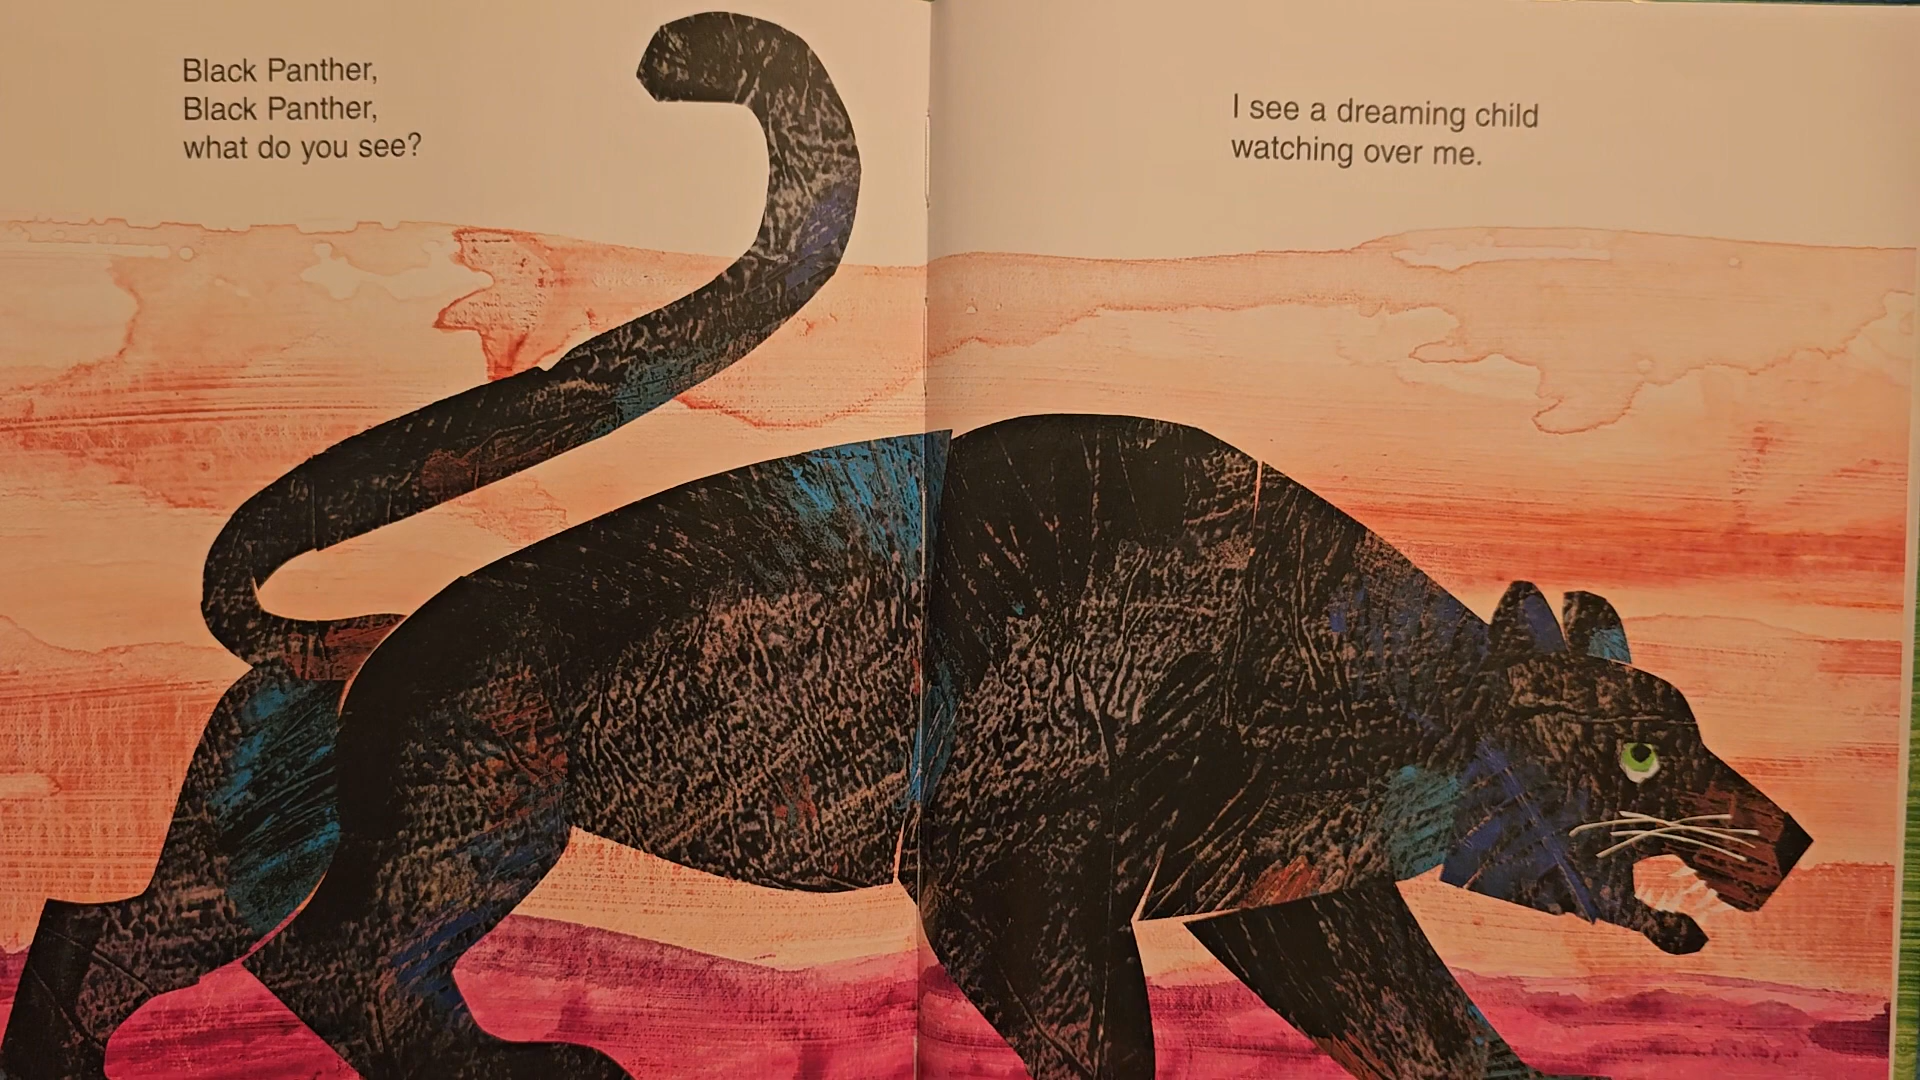 Black Panther,
Black Panther,
what do you see?
I see a dreaming child
watching over me.